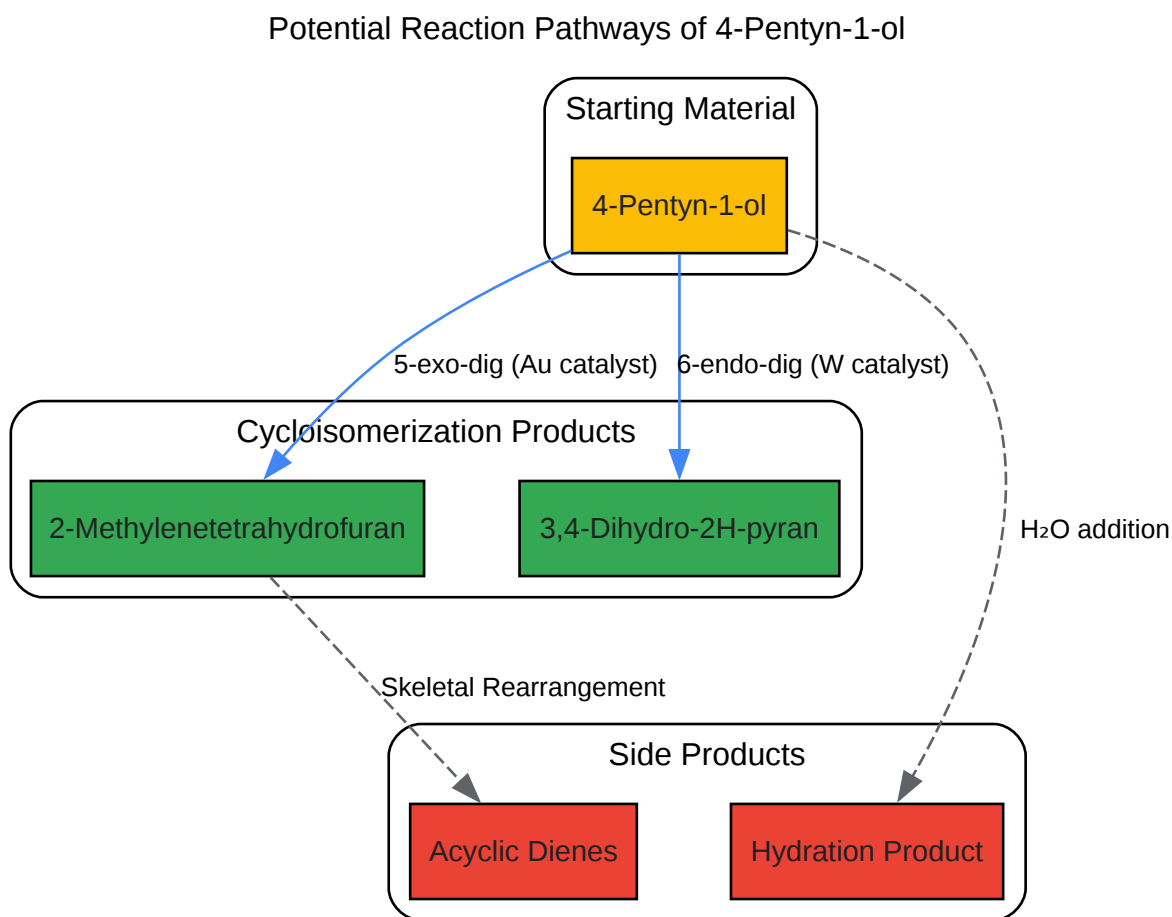 Potential Reaction Pathways of 4-Pentyn-1-ol
Starting Material
4-Pentyn-1-ol
5-exo-dig (Au catalyst)
6-endo-dig (W catalyst)
Cycloisomerization Products
2-Methylenetetrahydrofuran
3,4-Dihydro-2H-pyran
H₂O addition
Skeletal Rearrangement
Side Products
Acyclic Dienes
Hydration Product